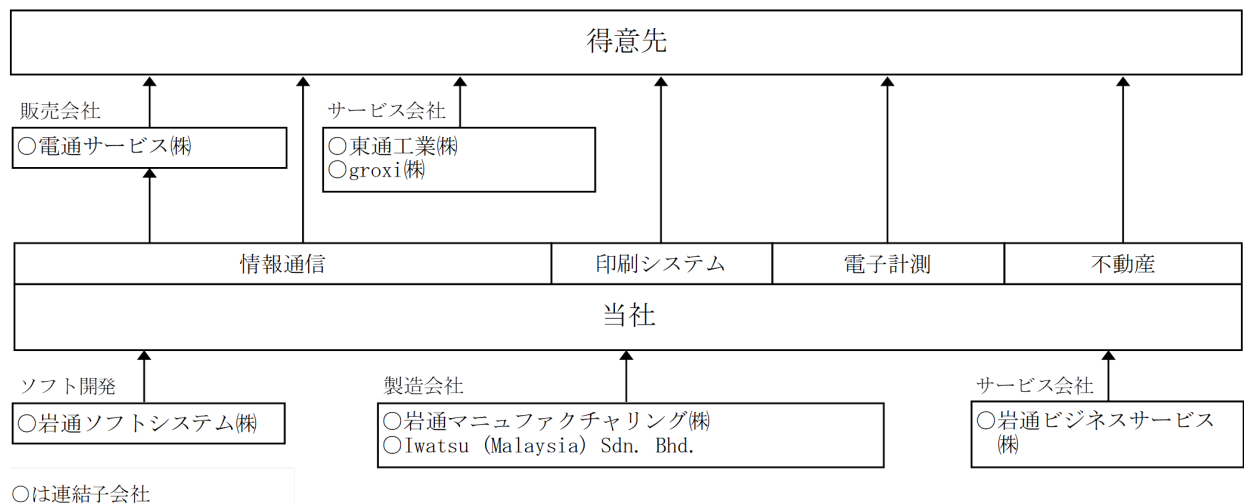 得意先
販売会社
○電通サービス㈱
サービス会社
○東通工業㈱
○groxi㈱
情報通信
印刷システム
電子計測
不動産
当社
ソフト開発
○岩通ソフトシステム㈱
製造会社
○岩通マニュファクチャリング㈱
○Iwatsu (Malaysia) Sdn. Bhd.
サービス会社
○岩通ビジネスサービス
㈱
○は連結子会社